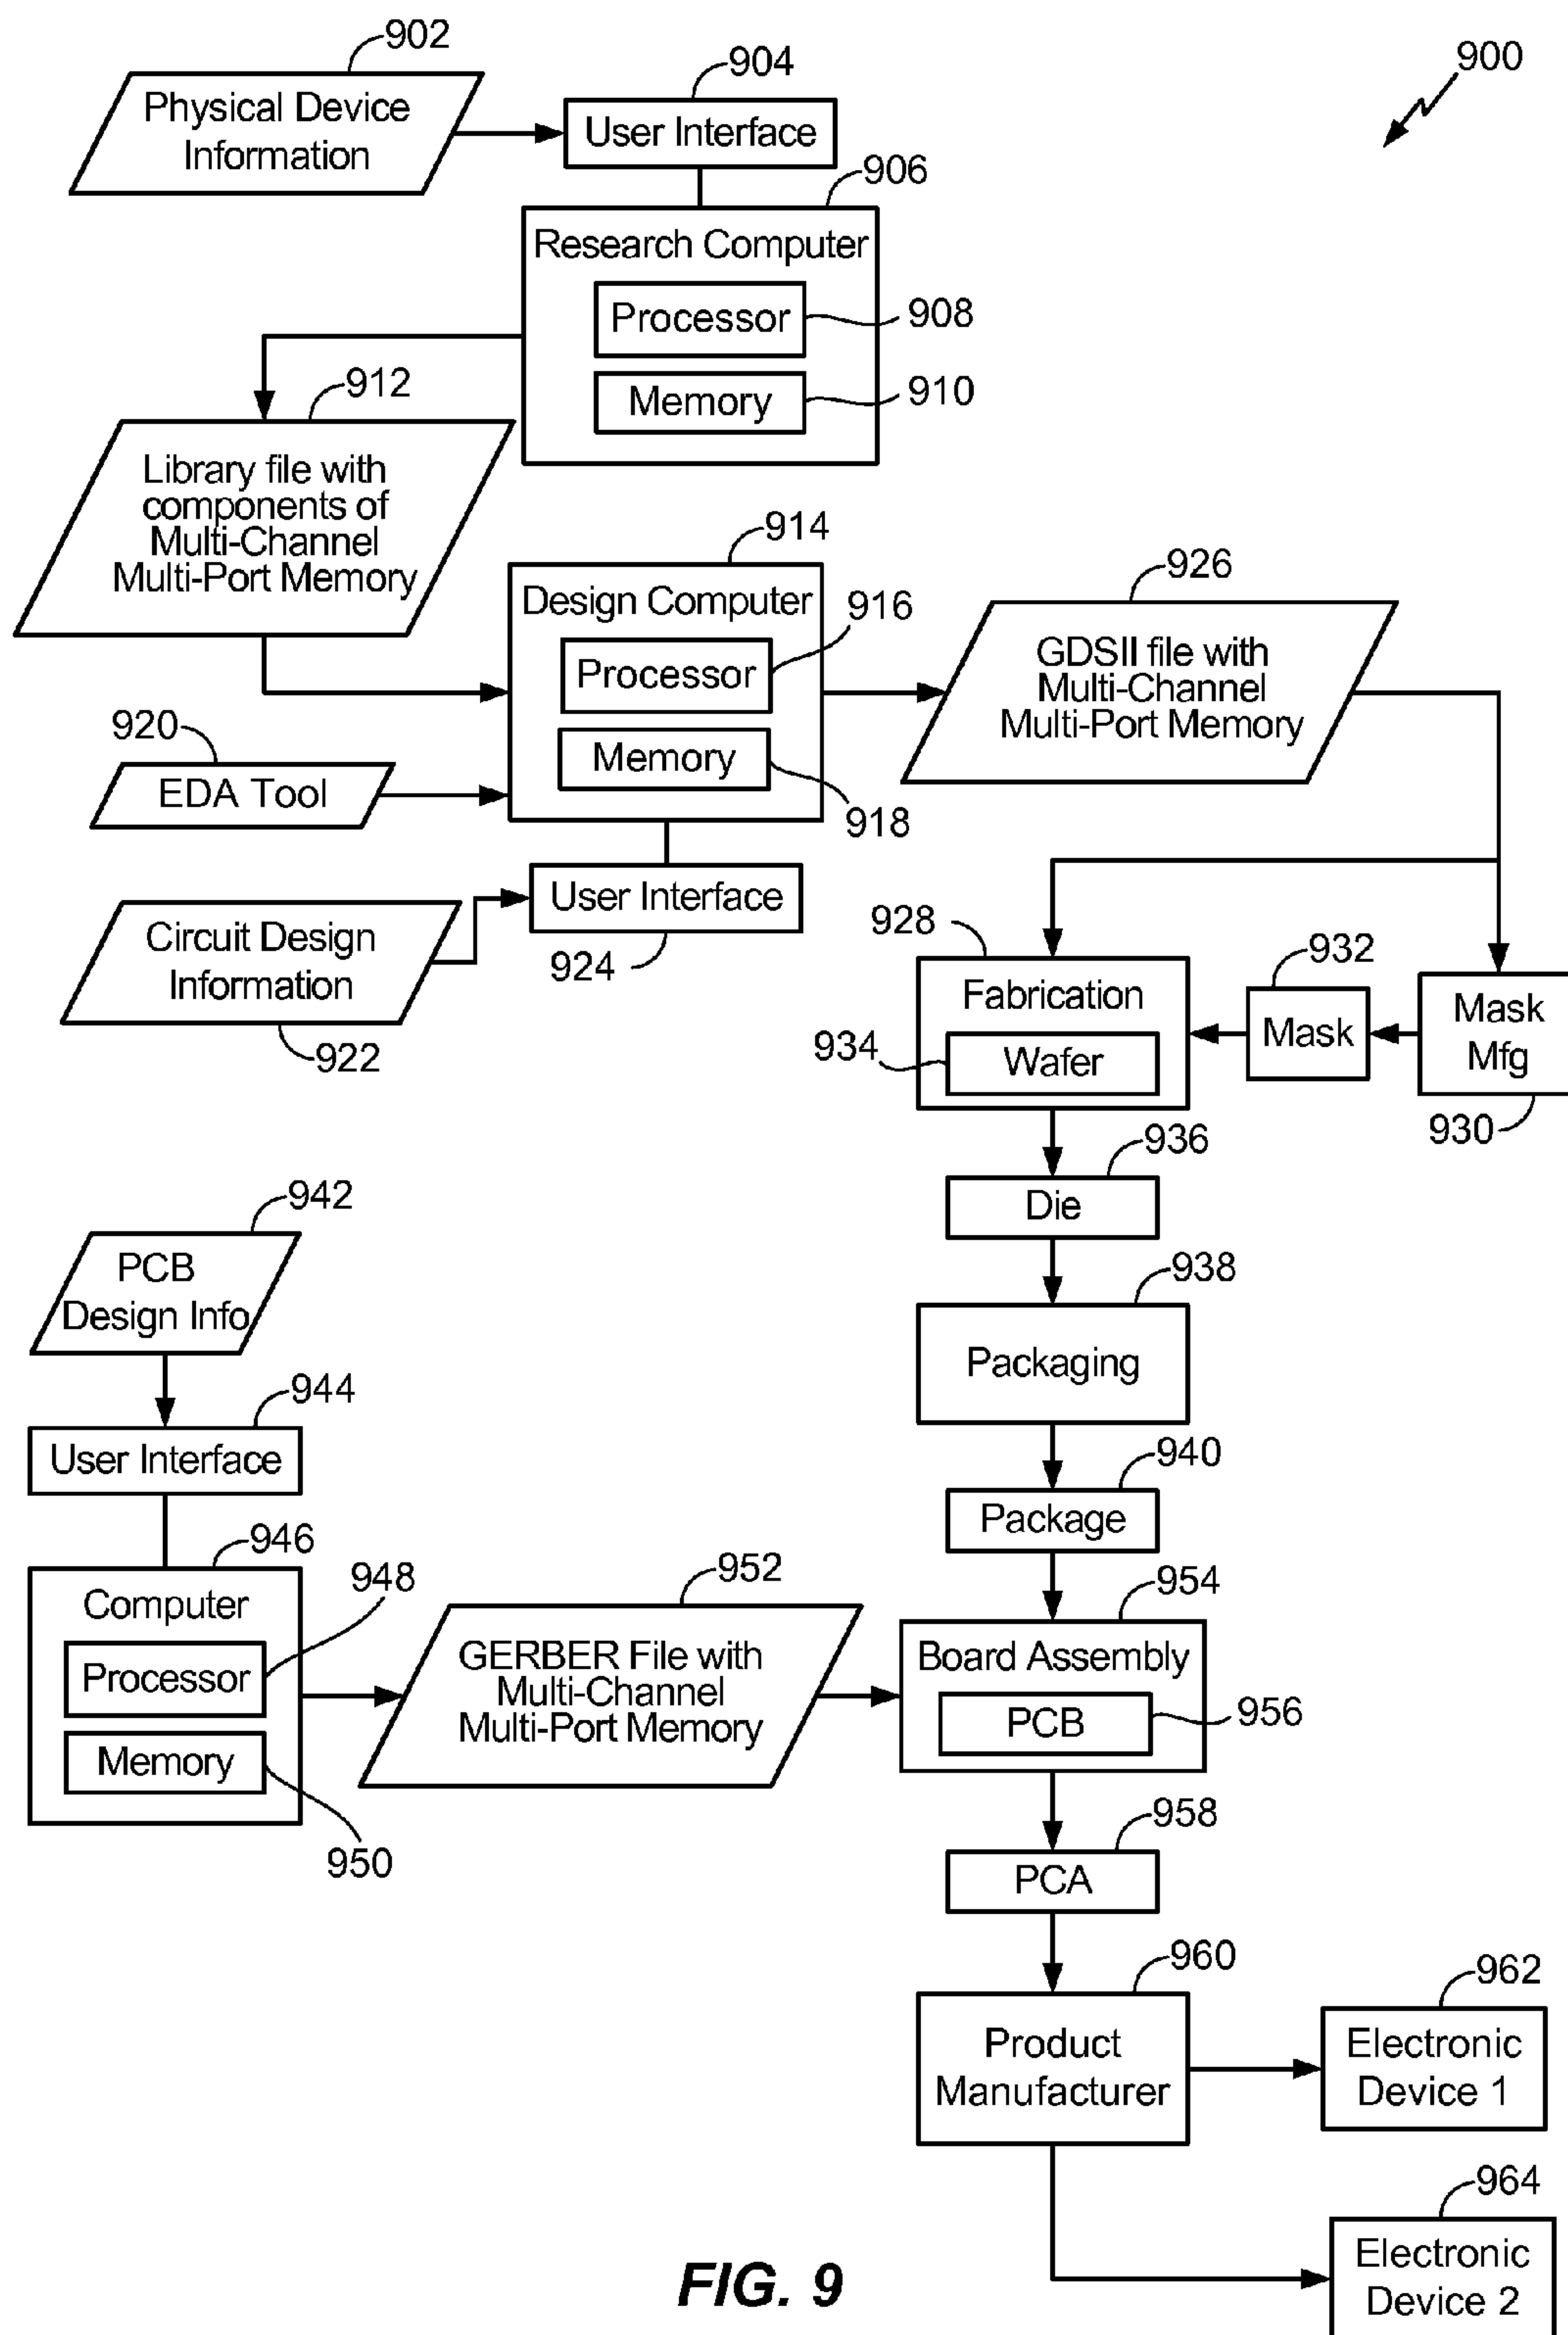 902
Physical Device
Information
904
User Interface
900
906
Research Computer
Processor
908
Memory
910
912
Library file with
components of
Multi-Channel
Multi-Port Memory
914
Design Computer
Processor
916
Memory
918
926
GDSII file with
Multi-Channel
Multi-Port Memory
920
EDA Tool
Circuit Design
Information
922
User Interface
924
928
Fabrication
934
Wafer
932
Mask
Mask
Mfg
930
936
Die
938
Packaging
940
Package
942
PCB
Design Info
944
User Interface
946
Computer
948
Processor
Memory
950
952
GERBER File with
Multi-Channel
Multi-Port Memory
954
Board Assembly
PCB
956
958
PCA
960
Product
Manufacturer
962
Electronic
Device 1
964
Electronic
Device 2
FIG. 9